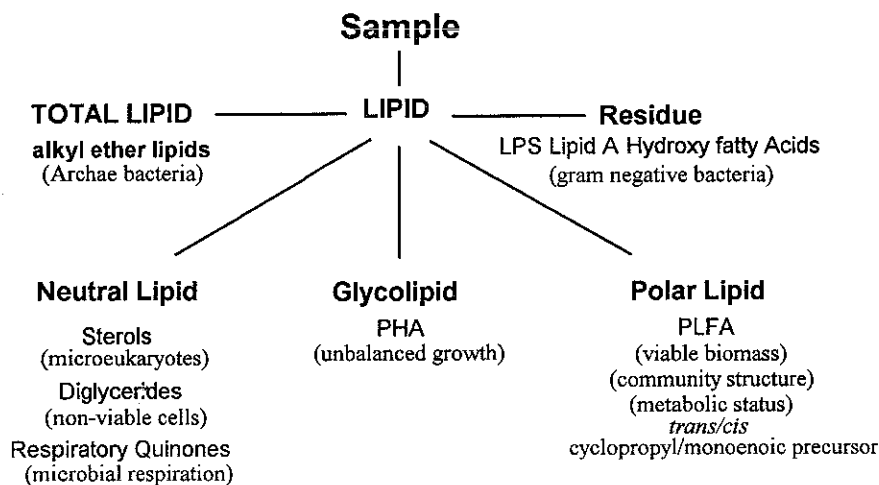 Sample
TOTAL LIPID
LIPID
Residue
alkyl ether lipids
(Archae bacteria)
LPS Lipid A Hydroxy fatty Acids
(gram negative bacteria)
Neutral Lipid
Sterols
(microeukaryotes)
Diglycerides
(non-viable cells)
Respiratory Quinones
(microbial respiration)
Glycolipid
PHA
(unbalanced growth)
Polar Lipid
PLFA
(viable biomass)
(community structure)
(metabolic status)
trans/cis
cyclopropyl/monoenoic precursor